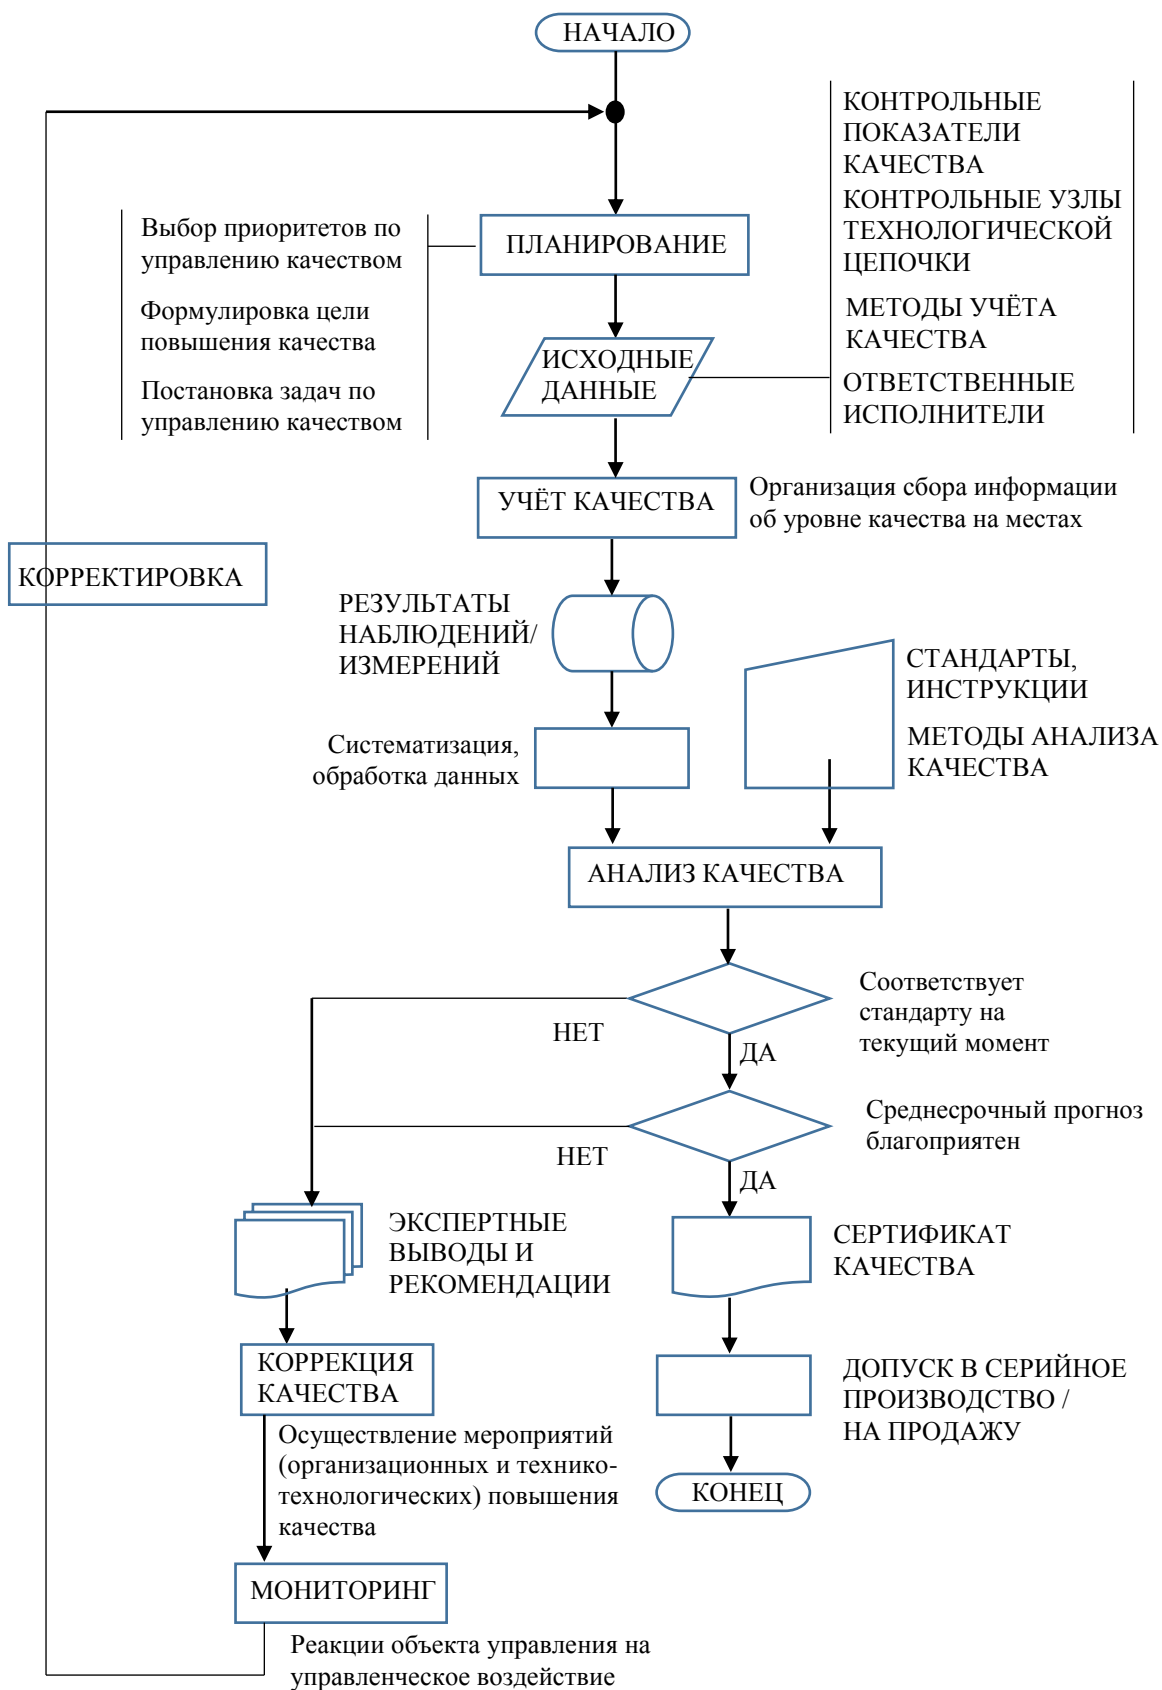 НАЧАЛО
КОНТРОЛЬНЫЕ
ПОКАЗАТЕЛИ
КАЧЕСТВА
КОНТРОЛЬНЫЕ УЗЛЫ
ТЕХНОЛОГИЧЕСКОЙ
ЦЕПОЧКИ
МЕТОДЫ УЧЁТА
КАЧЕСТВА
ОТВЕТСТВЕННЫЕ
ИСПОЛНИТЕЛИ
Выбор приоритетов по
управлению качеством
Формулировка цели
повышения качества
Постановка задач по
управлению качеством
ПЛАНИРОВАНИЕ
ИСХОДНЫЕ
ДАННЫЕ
УЧЁТ КАЧЕСТВА
Организация сбора информации
об уровне качества на местах
КОРРЕКТИРОВКА
РЕЗУЛЬТАТЫ
НАБЛЮДЕНИЙ/
ИЗМЕРЕНИЙ
СТАНДАРТЫ,
ИНСТРУКЦИИ
МЕТОДЫ АНАЛИЗА
КАЧЕСТВА
Систематизация,
обработка данных
АНАЛИЗ КАЧЕСТВА
Соответствует
стандарту на
текущий момент
НЕТ
ДА
Среднесрочный прогноз
благоприятен
НЕТ
ДА
ЭКСПЕРТНЫЕ
ВЫВОДЫ И
РЕКОМЕНДАЦИИ
СЕРТИФИКАТ
КАЧЕСТВА
КОРРЕКЦИЯ
КАЧЕСТВА
ДОПУСК В СЕРИЙНОЕ
ПРОИЗВОДСТВО /
НА ПРОДАЖУ
Осуществление мероприятий
(организационных и технико-
технологических) повышения
качества
КОНЕЦ
МОНИТОРИНГ
Реакции объекта управления на
управленческое воздействие